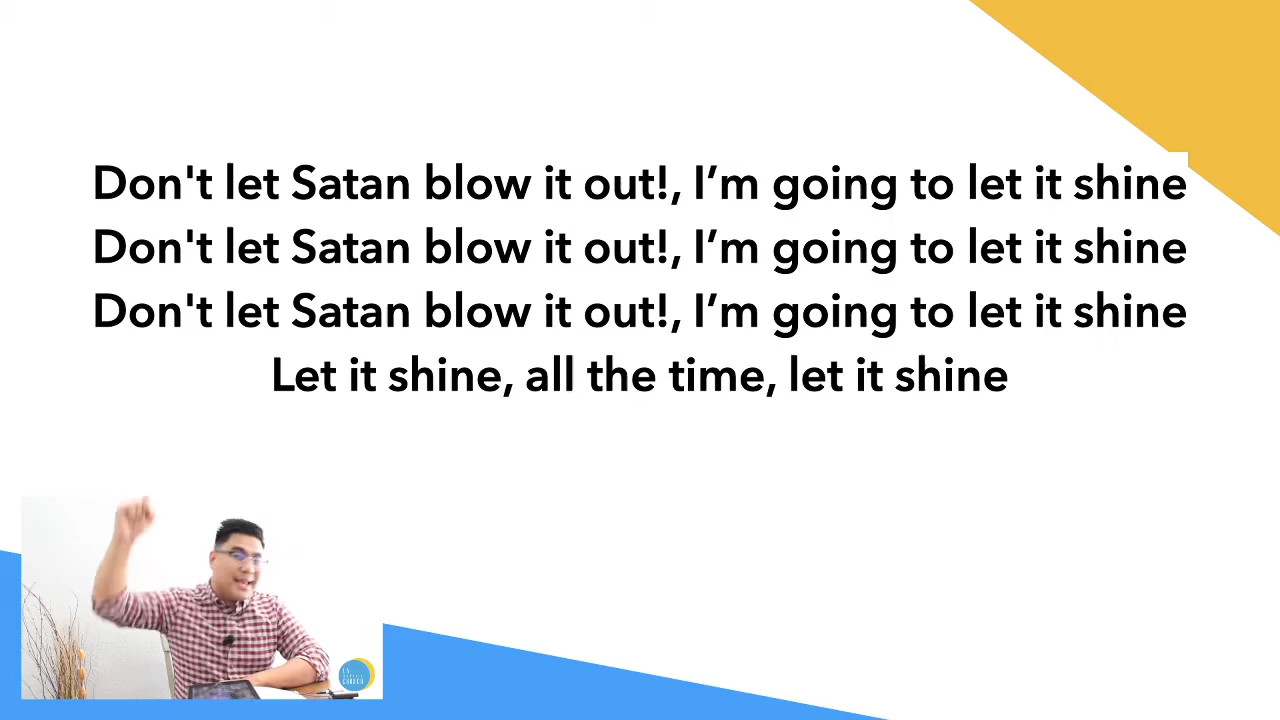 Don't let Satan blow it out!, I’m going to let it shine
Don't let Satan blow it out!, I’m going to let it shine
Don't let Satan blow it out!, I’m going to let it shine
Let it shine, all the time, let it shine
CHURCH